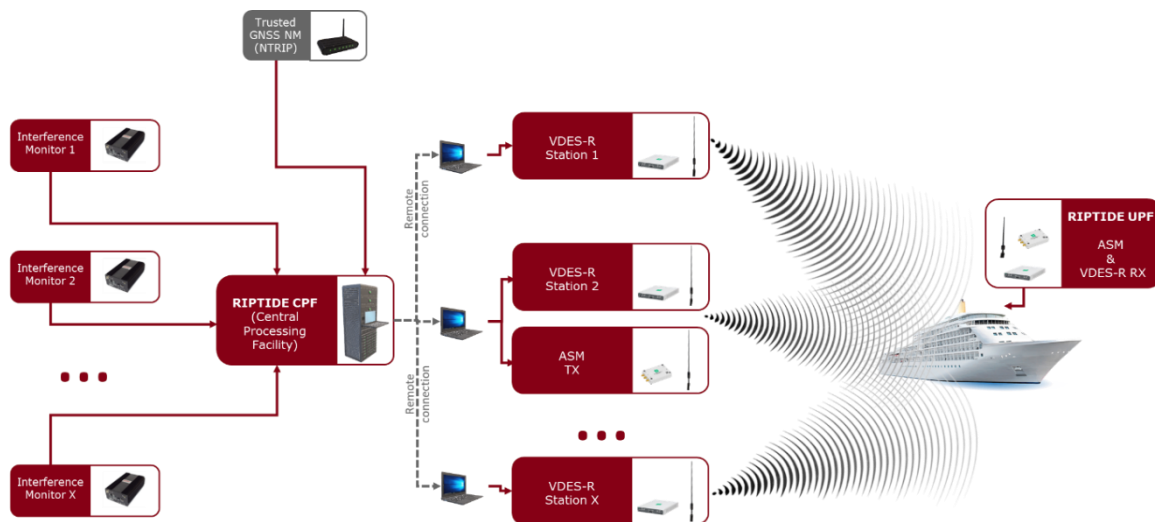 Trusted
GNSS NM
(NTRIP)
Interference
Monitor 1
Interference
Monitor 2
Interference
Monitor X
RIPTIDE CPF
(Central
Processing
Facility)
Remote
connection
Remote
connection
VDES-R
Station 1
VDES-R
Station 2
ASM
TX
VDES-R
Station X
RIPTIDE UPF
ASM
&
VDES-R RX